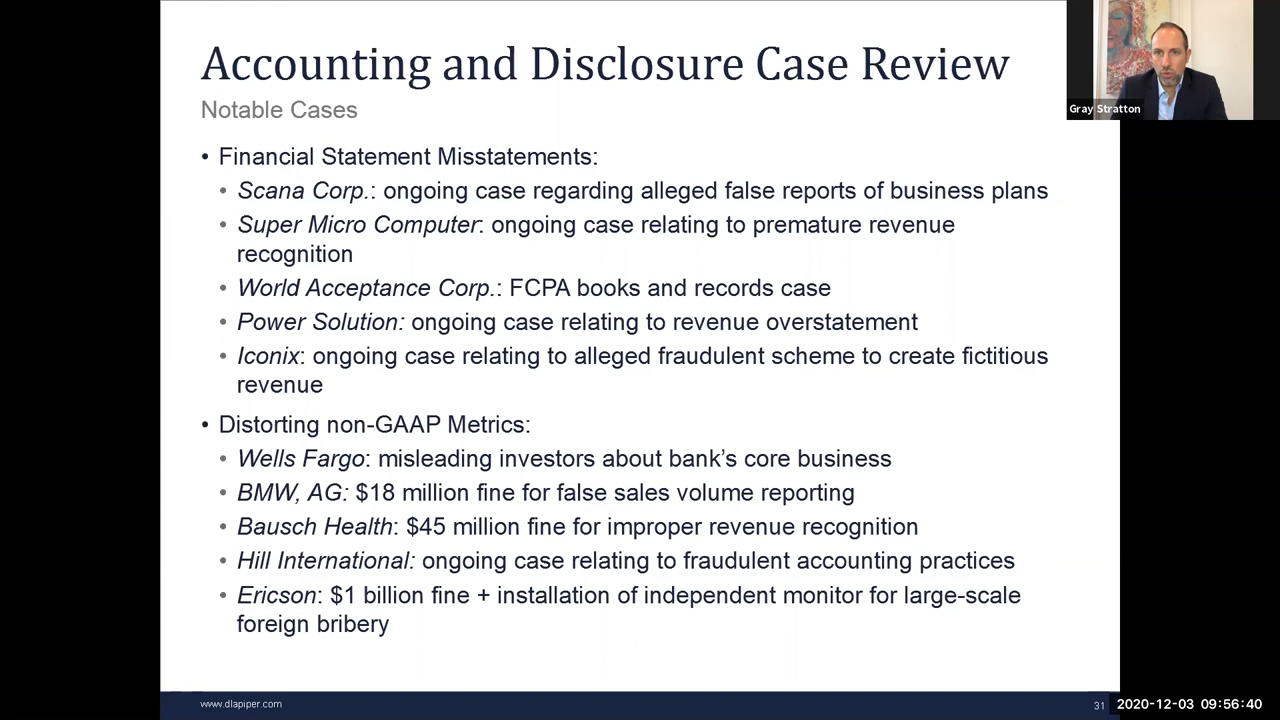 Accounting and Disclosure Case Review
Gray Stratton
Notable Cases
• Financial Statement Misstatements:
• Scana Corp.: ongoing case regarding alleged false reports of business plans
• Super Micro Computer: ongoing case relating to premature revenue
recognition
• World Acceptance Corp.: FCPA books and records case
• Power Solution: ongoing case relating to revenue overstatement
• Iconix: ongoing case relating to alleged fraudulent scheme to create fictitious
revenue
• Distorting non-GAAP Metrics:
• Wells Fargo: misleading investors about bank’s core business
• BMW, AG: $18 million fine for false sales volume reporting
• Bausch Health: $45 million fine for improper revenue recognition
• Hill International: ongoing case relating to fraudulent accounting practices
• Ericson: $1 billion fine + installation of independent monitor for large-scale
foreign bribery
www.dlapiper.com
31
2020-12-03 09:56:40